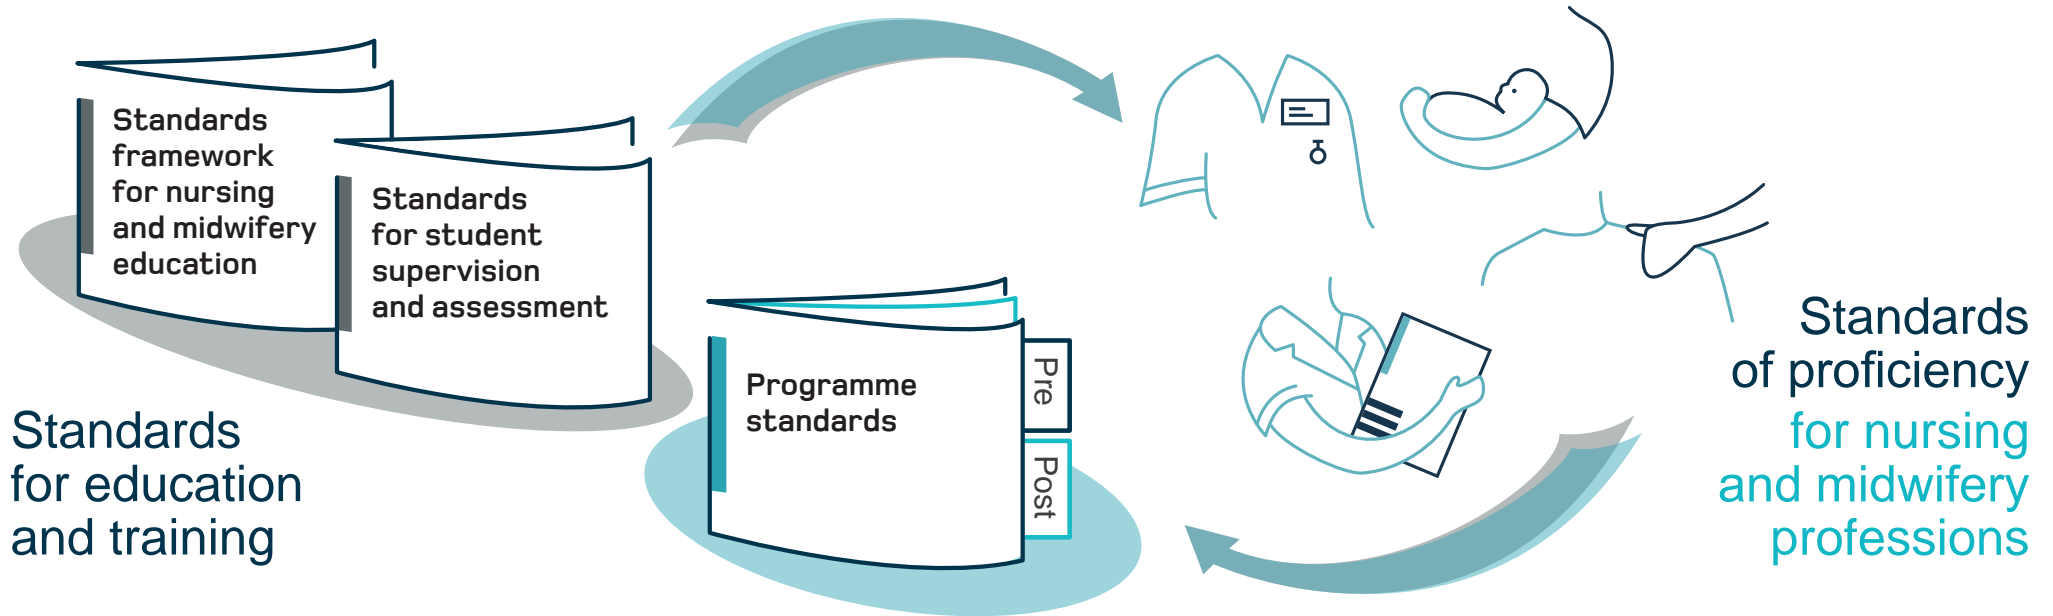 Standards
framework
for nursing
and midwifery
education
Standards
for student
supervision
and assessment
Programme
standards
Pre
Post
Standards
for education
and training
Standards
of proficiency
for nursing
and midwifery
professions